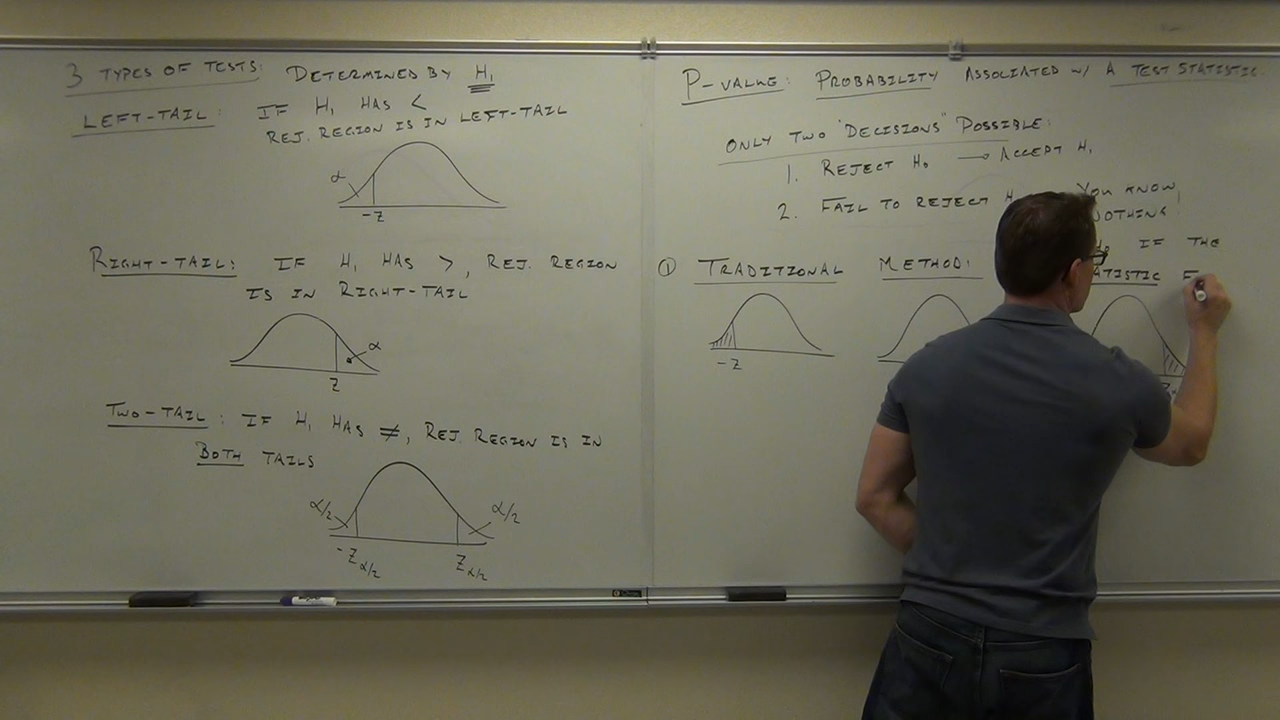 3 TYPES OF TESTS: DETERMINED BY H₁
LEFT-TAIL: IF H₁ HAS <
REJ. REGION IS IN LEFT-TAIL
α
-Z
RIGHT-TAIL: IF H₁ HAS >, REJ. REGION
IS IN RIGHT-TAIL
α
Z
TWO-TAIL: IF H₁ HAS ≠, REJ. REGION IS IN
BOTH TAILS
α/2 α/2
-Z α/2 Z α/2
P-VALUE: PROBABILITY ASSOCIATED W/ A TEST STATISTIC
ONLY TWO "DECISIONS" POSSIBLE:
1. REJECT H₀ → ACCEPT H₁
2. FAIL TO REJECT H YOU KNOW
NOTHING
IF THE
① TRADITIONAL METHOD:
-Z